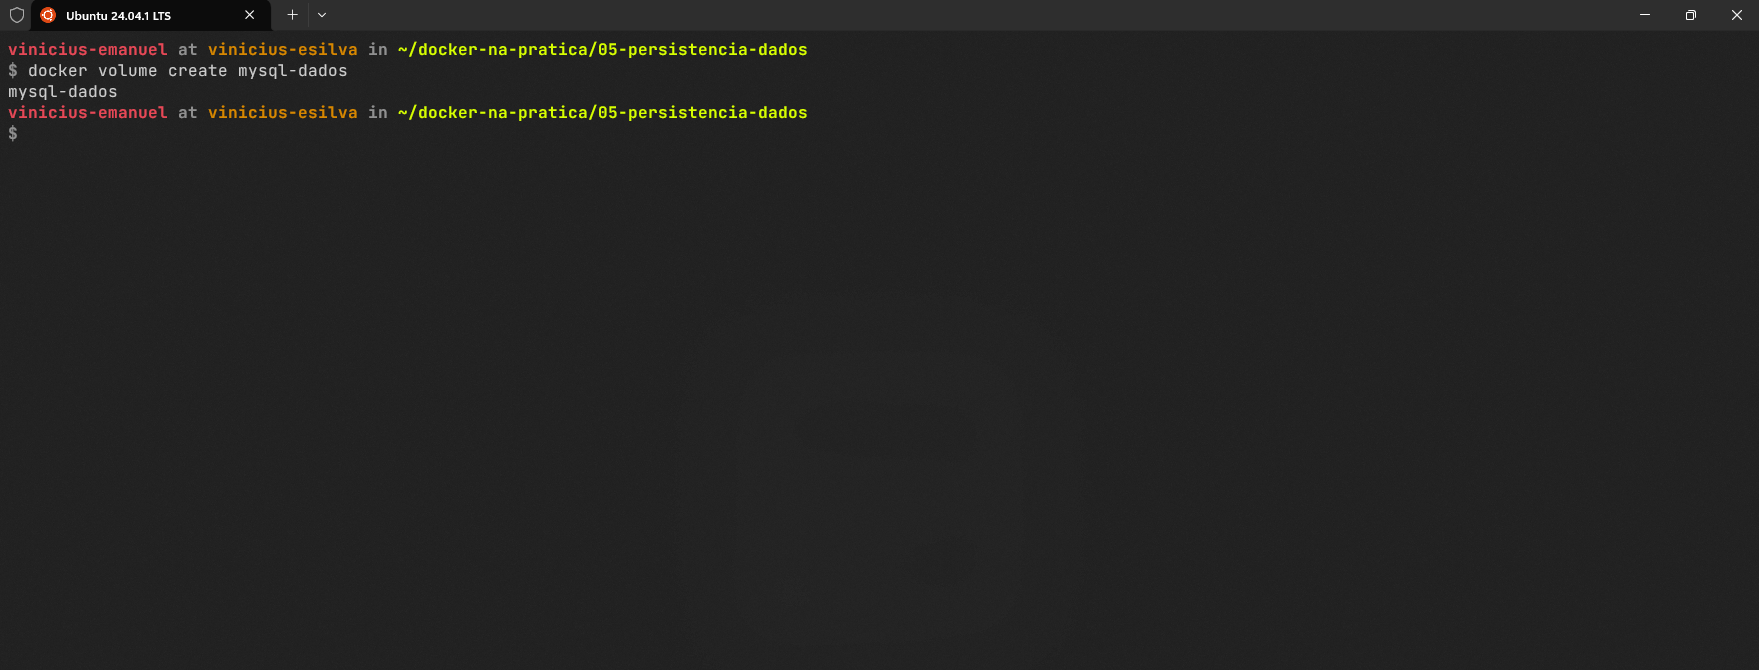 Ubuntu 24.04.1 LTS
vinicius-emanuel at vinicius-esilva in ~/docker-na-pratica/05-persistencia-dados
$ docker volume create mysql-dados
mysql-dados
vinicius-emanuel at vinicius-esilva in ~/docker-na-pratica/05-persistencia-dados
$